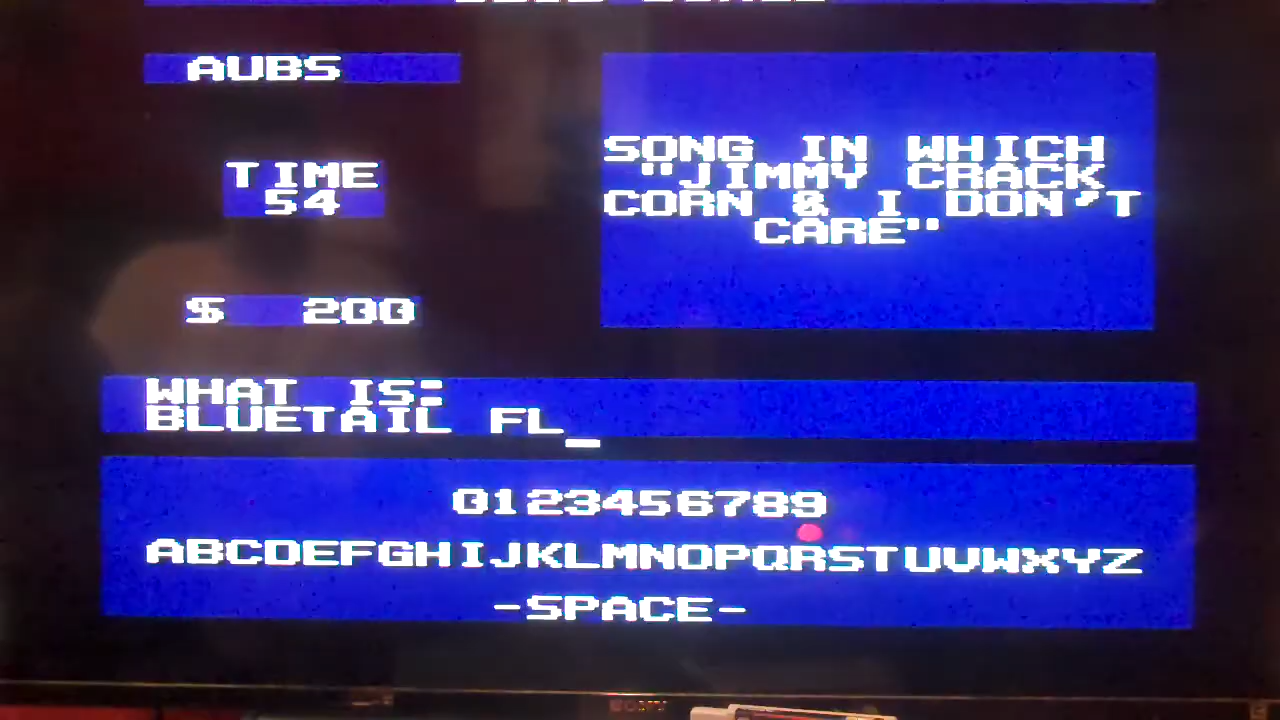 AUBS
TIME
54
$ 200
SONG IN WHICH
"JIMMY CRACK
CORN & I DON'T
CARE"
WHAT IS:
BLUETAIL FL_
0123456789
ABCDEFGHIJKLMNOPQRSTUVWXYZ
-SPACE-
SONY